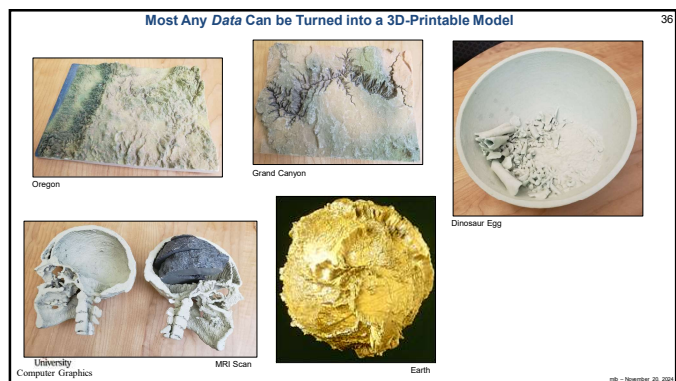 Most Any Data Can be Turned into a 3D-Printable Model
36
Oregon
Grand Canyon
Dinosaur Egg
MRI Scan
Earth
University
Computer Graphics
mjb – November 20, 2024